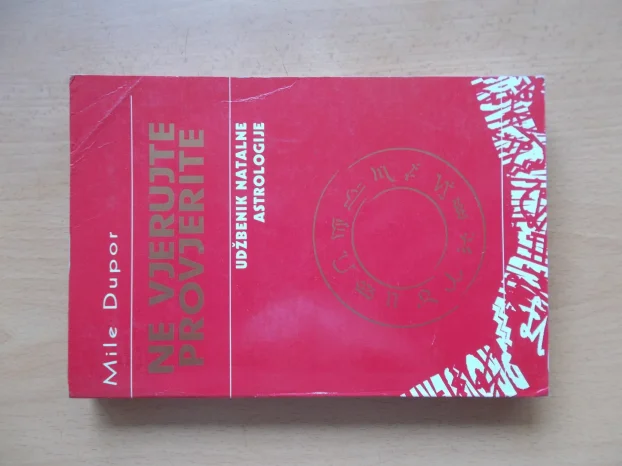 Mile Dupor
NE VJERUJTE
PROVJERITE
UDŽBENIK NATALNE
ASTROLOGIJE